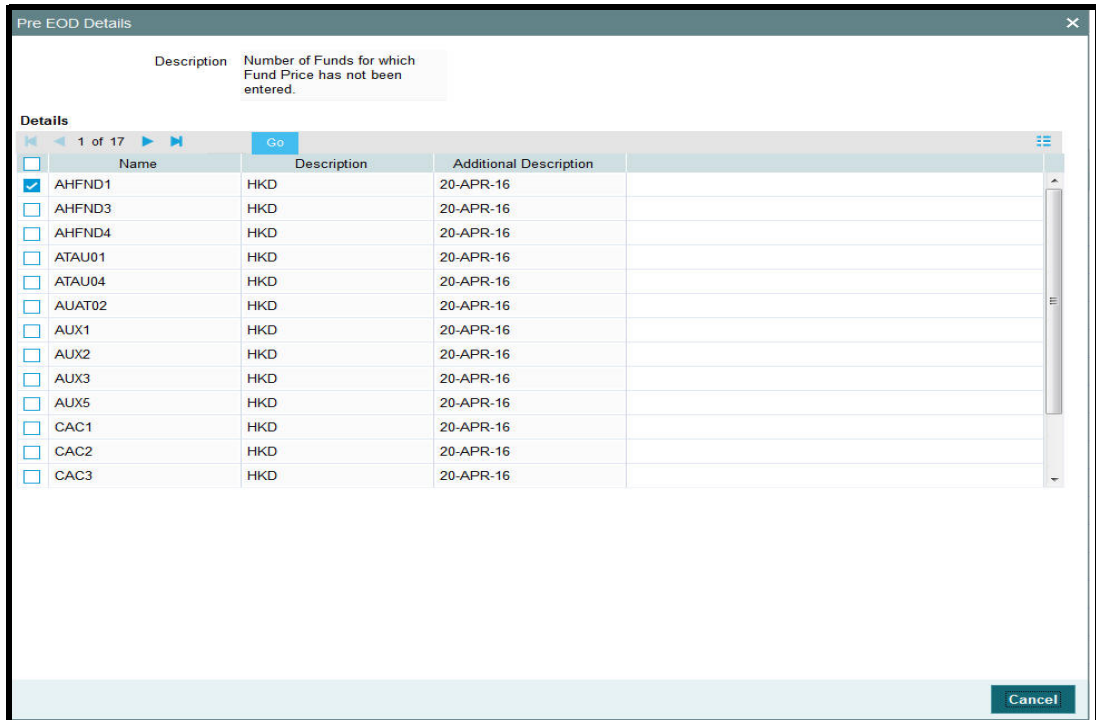 Pre EOD Details
Description Number of Funds for which
Fund Price has not been
entered.
Details
1 of 17 Go
Name Description Additional Description
AHFND1 HKD 20-APR-16
AHFND3 HKD 20-APR-16
AHFND4 HKD 20-APR-16
ATAU01 HKD 20-APR-16
ATAU04 HKD 20-APR-16
AUAT02 HKD 20-APR-16
AUX1 HKD 20-APR-16
AUX2 HKD 20-APR-16
AUX3 HKD 20-APR-16
AUX5 HKD 20-APR-16
CAC1 HKD 20-APR-16
CAC2 HKD 20-APR-16
CAC3 HKD 20-APR-16
Cancel